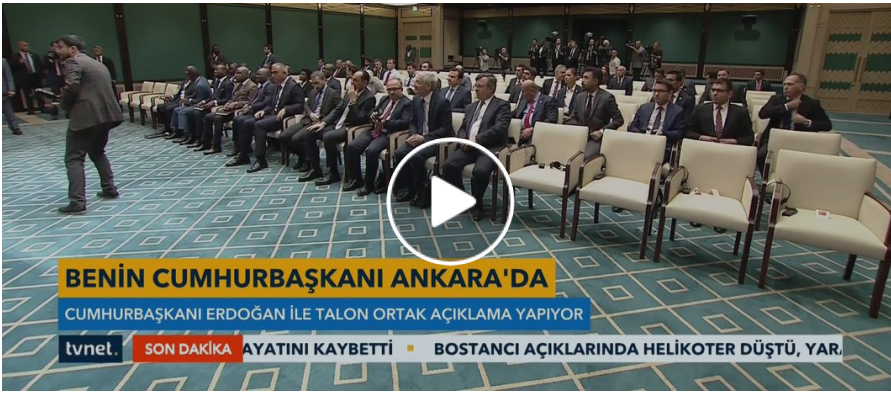 BENİN CUMHURBAŞKANI ANKARA'DA
CUMHURBAŞKANI ERDOĞAN İLE TALON ORTAK AÇIKLAMA YAPIYOR
tvnet. SON DAKİKA AYATINI KAYBETTİ ▪ BOSTANCI AÇIKLARINDA HELİKOTER DÜŞTÜ, YARA